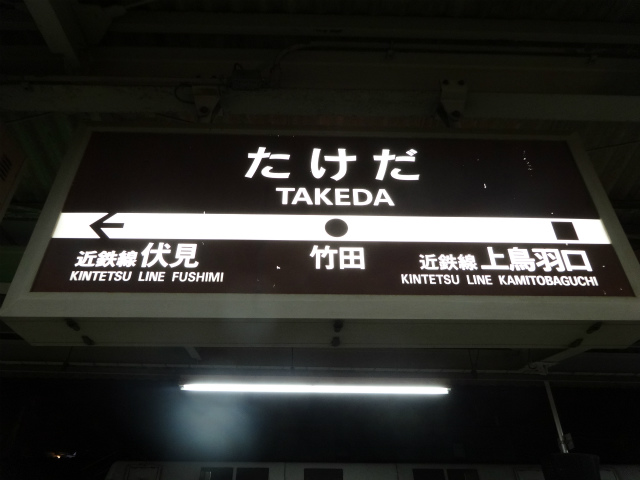 たけだ
TAKEDA
近鉄線 伏見
KINTETSU LINE FUSHIMI
竹田
近鉄線 上鳥羽口
KINTETSU LINE KAMITOBAGUCHI